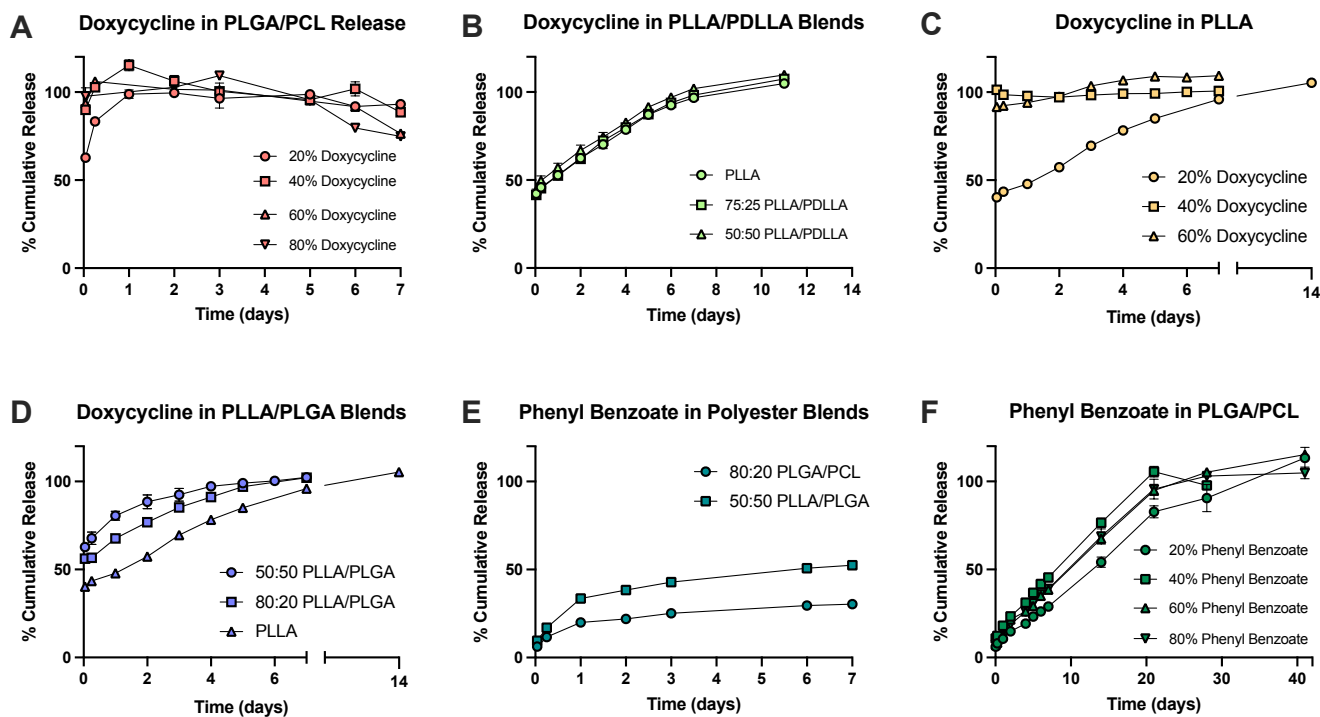 A
Doxycycline in PLGA/PCL Release
% Cumulative Release
100
50
0
20% Doxycycline
40% Doxycycline
60% Doxycycline
80% Doxycycline
0 1 2 3 4 5 6 7
Time (days)
B
Doxycycline in PLLA/PDLLA Blends
% Cumulative Release
100
50
0
PLLA
75:25 PLLA/PDLLA
50:50 PLLA/PDLLA
0 2 4 6 8 10 12 14
Time (days)
C
Doxycycline in PLLA
% Cumulative Release
100
50
0
20% Doxycycline
40% Doxycycline
60% Doxycycline
0 2 4 6 14
Time (days)
D
Doxycycline in PLLA/PLGA Blends
% Cumulative Release
100
50
0
50:50 PLLA/PLGA
80:20 PLLA/PLGA
PLLA
0 2 4 6 14
Time (days)
E
Phenyl Benzoate in Polyester Blends
% Cumulative Release
100
50
0
80:20 PLGA/PCL
50:50 PLLA/PLGA
0 1 2 3 4 5 6 7
Time (days)
F
Phenyl Benzoate in PLGA/PCL
% Cumulative Release
100
50
0
20% Phenyl Benzoate
40% Phenyl Benzoate
60% Phenyl Benzoate
80% Phenyl Benzoate
0 10 20 30 40
Time (days)